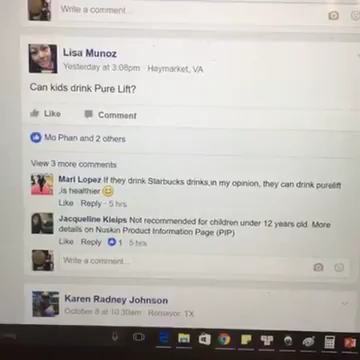 Write a comment...
Lisa Munoz
Yesterday at 3:08pm · Haymarket, VA
Can kids drink Pure Lift?
Like Comment
Mo Phan and 2 others
View 3 more comments
Mari Lopez If they drink Starbucks drinks,in my opinion, they can drink purelift
,is healthier
Like · Reply · 5 hrs
Jacqueline Kleips Not recommended for children under 12 years old. More
details on Nuskin Product Information Page (PIP)
Like · Reply · 1 · 5 hrs
Write a comment...
Karen Radney Johnson
October 8 at 10:30am · TX